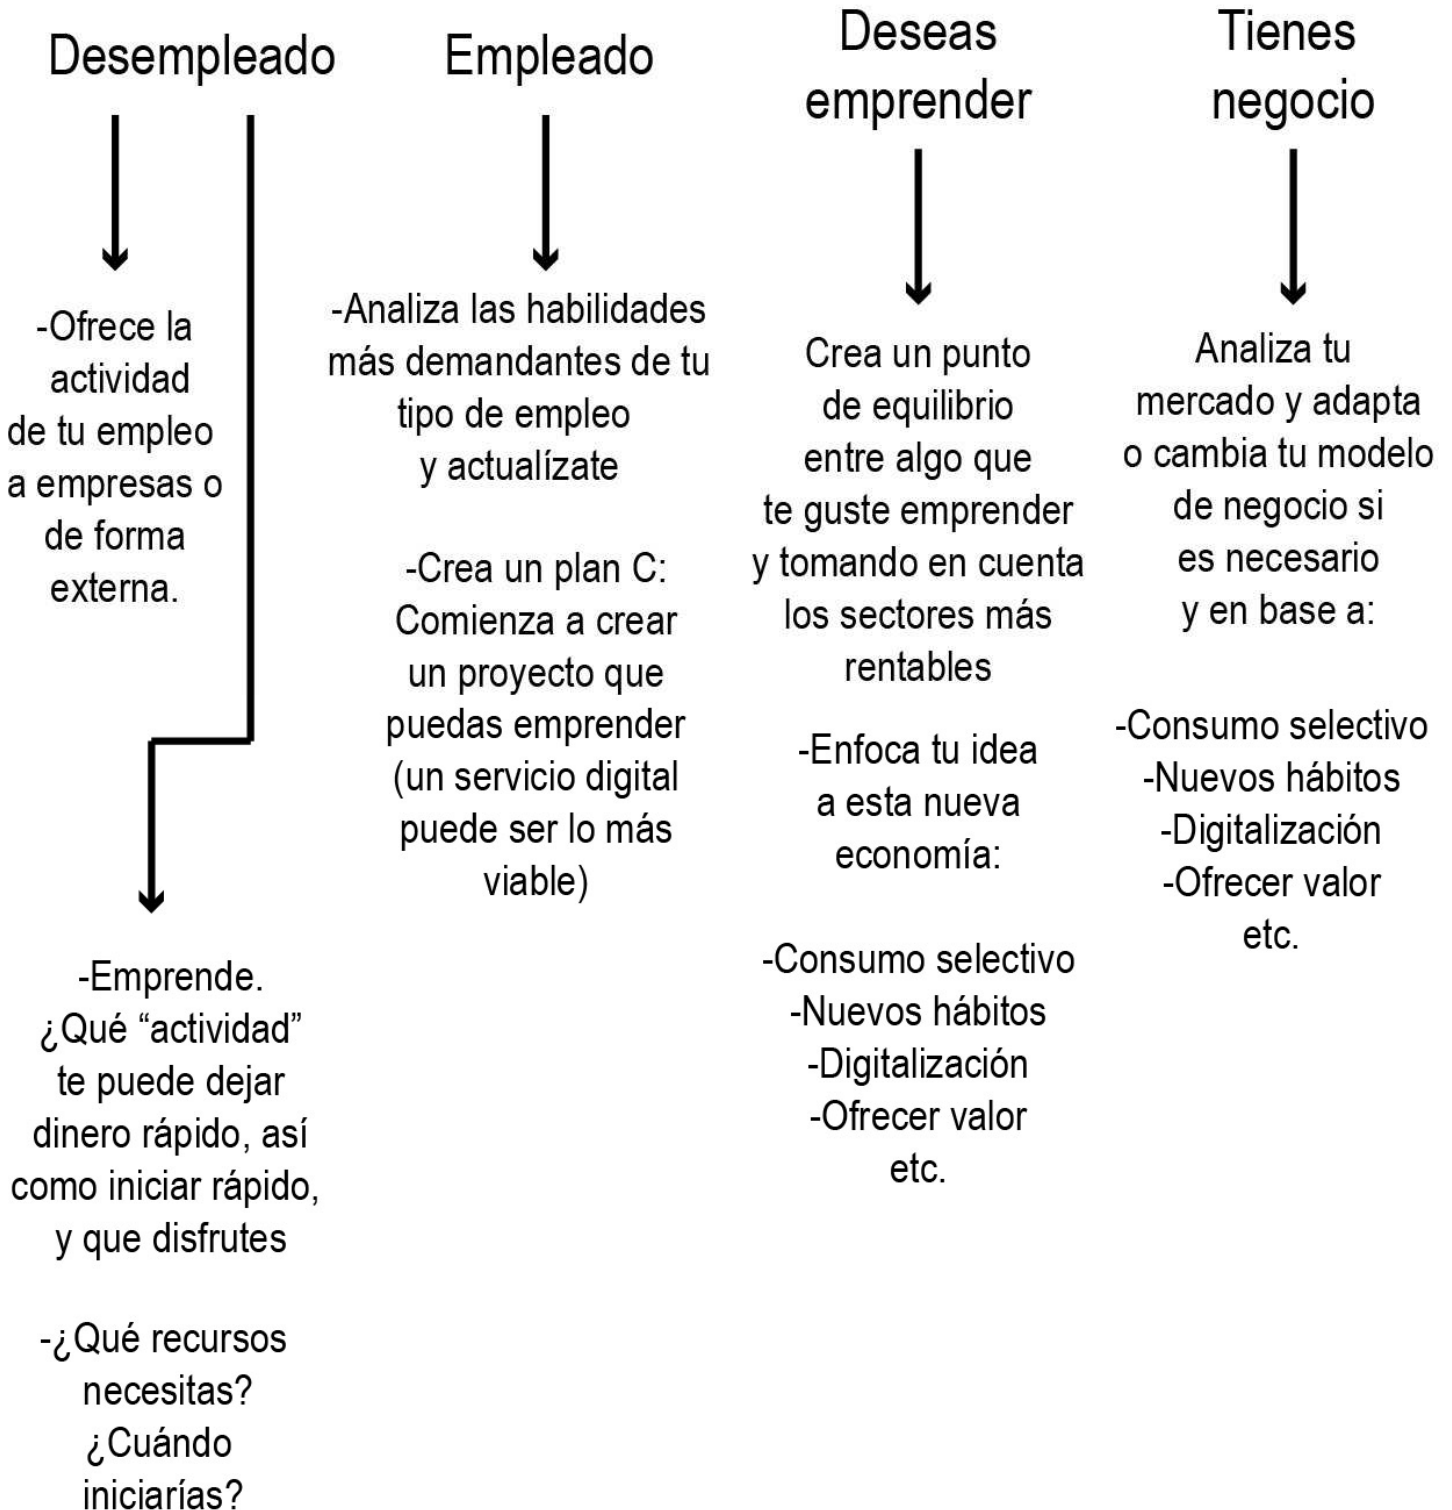 Desempleado
-Ofrece la
actividad
de tu empleo
a empresas o
de forma
externa.
-Emprende.
¿Qué “actividad”
te puede dejar
dinero rápido, así
como iniciar rápido,
y que disfrutes
-¿Qué recursos
necesitas?
¿Cuándo
iniciarías?
Empleado
-Analiza las habilidades
más demandantes de tu
tipo de empleo
y actualízate
-Crea un plan C:
Comienza a crear
un proyecto que
puedas emprender
(un servicio digital
puede ser lo más
viable)
Deseas
emprender
Crea un punto
de equilibrio
entre algo que
te guste emprender
y tomando en cuenta
los sectores más
rentables
-Enfoca tu idea
a esta nueva
economía:
-Consumo selectivo
-Nuevos hábitos
-Digitalización
-Ofrecer valor
etc.
Tienes
negocio
Analiza tu
mercado y adapta
o cambia tu modelo
de negocio si
es necesario
y en base a:
-Consumo selectivo
-Nuevos hábitos
-Digitalización
-Ofrecer valor
etc.